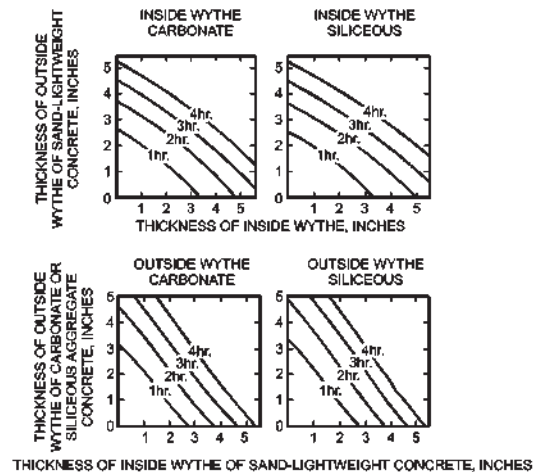 INSIDE WYTHE
CARBONATE
INSIDE WYTHE
SILICEOUS
THICKNESS OF OUTSIDE
WYTHE OF SAND-LIGHTWEIGHT
CONCRETE, INCHES
5
4
3
2
1
0
4hr.
3hr.
2hr.
1hr.
1 2 3 4 5
5
4
3
2
1
0
4hr.
3hr.
2hr.
1hr.
1 2 3 4 5
THICKNESS OF INSIDE WYTHE, INCHES
OUTSIDE WYTHE
CARBONATE
OUTSIDE WYTHE
SILICEOUS
THICKNESS OF OUTSIDE
WYTHE OF CARBONATE OR
SILICEOUS AGGREGATE
CONCRETE, INCHES
5
4
3
2
1
0
4hr.
3hr.
2hr.
1hr.
1 2 3 4 5
5
4
3
2
1
0
4hr.
3hr.
2hr.
1hr.
1 2 3 4 5
THICKNESS OF INSIDE WYTHE OF SAND-LIGHTWEIGHT CONCRETE, INCHES